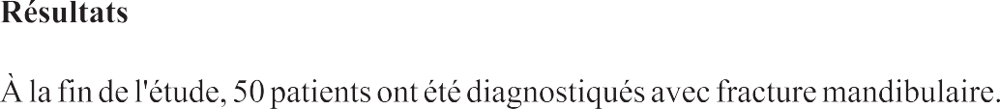 Résultats
À la fin de l'étude, 50 patients ont été diagnostiqués avec fracture mandibulaire.